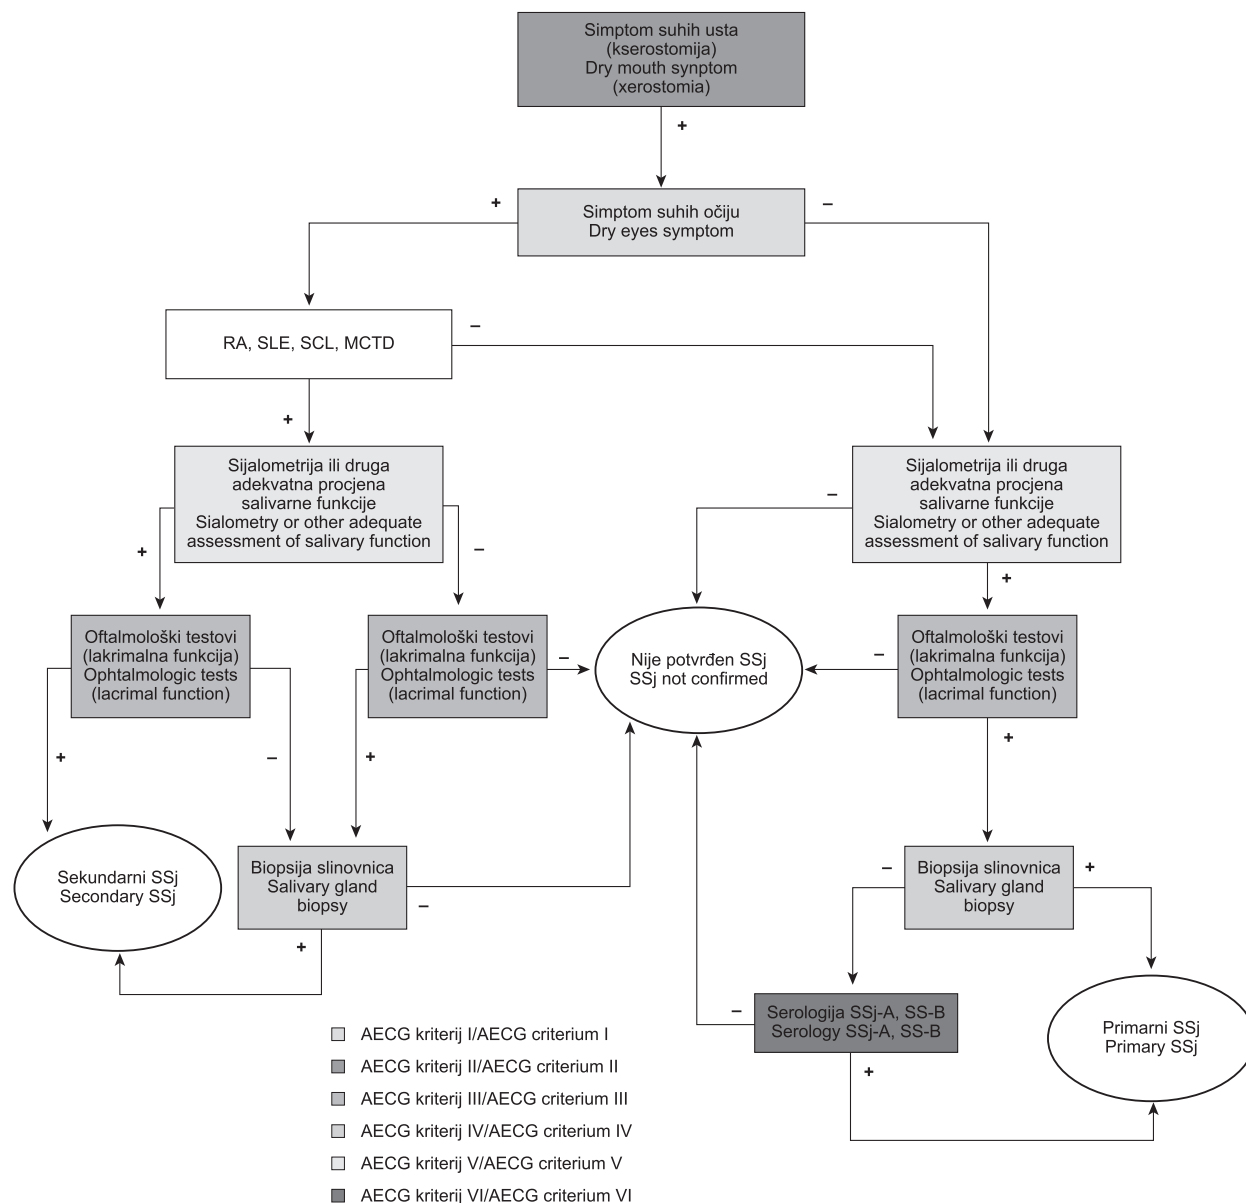 Simptom suhih usta
(kserostomija)
Dry mouth synptom
(xerostomia)
+
Simptom suhih očiju
Dry eyes symptom
+
–
RA, SLE, SCL, MCTD
–
+
Sijalometrija ili druga
adekvatna procjena
salivarne funkcije
Sialometry or other adequate
assessment of salivary function
+
–
Sijalometrija ili druga
adekvatna procjena
salivarne funkcije
Sialometry or other adequate
assessment of salivary function
–
+
Oftalmološki testovi
(lakrimalna funkcija)
Ophtalmologic tests
(lacrimal function)
+
–
Oftalmološki testovi
(lakrimalna funkcija)
Ophtalmologic tests
(lacrimal function)
–
+
Nije potvrđen SSj
SSj not confirmed
Oftalmološki testovi
(lakrimalna funkcija)
Ophtalmologic tests
(lacrimal function)
–
+
Sekundarni SSj
Secondary SSj
Biopsija slinovnica
Salivary gland
biopsy
–
+
Biopsija slinovnica
Salivary gland
biopsy
–
+
Serologija SSj-A, SS-B
Serology SSj-A, SS-B
–
+
Primarni SSj
Primary SSj
AECG kriterij I/AECG criterium I
AECG kriterij II/AECG criterium II
AECG kriterij III/AECG criterium III
AECG kriterij IV/AECG criterium IV
AECG kriterij V/AECG criterium V
AECG kriterij VI/AECG criterium VI